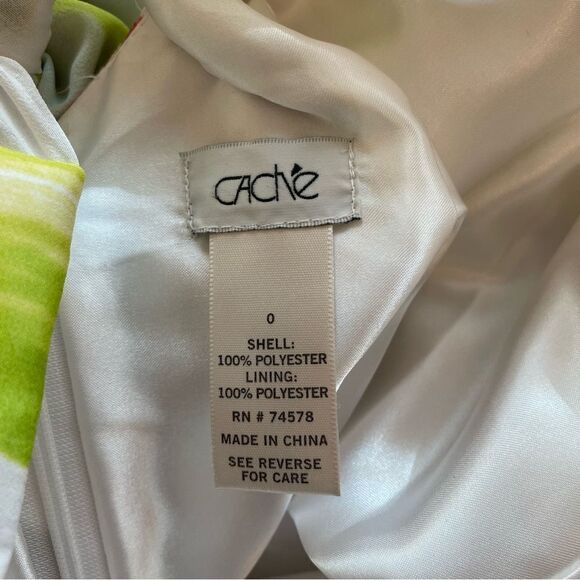 CAché
0
SHELL:
100% POLYESTER
LINING:
100% POLYESTER
RN # 74578
MADE IN CHINA
SEE REVERSE
FOR CARE